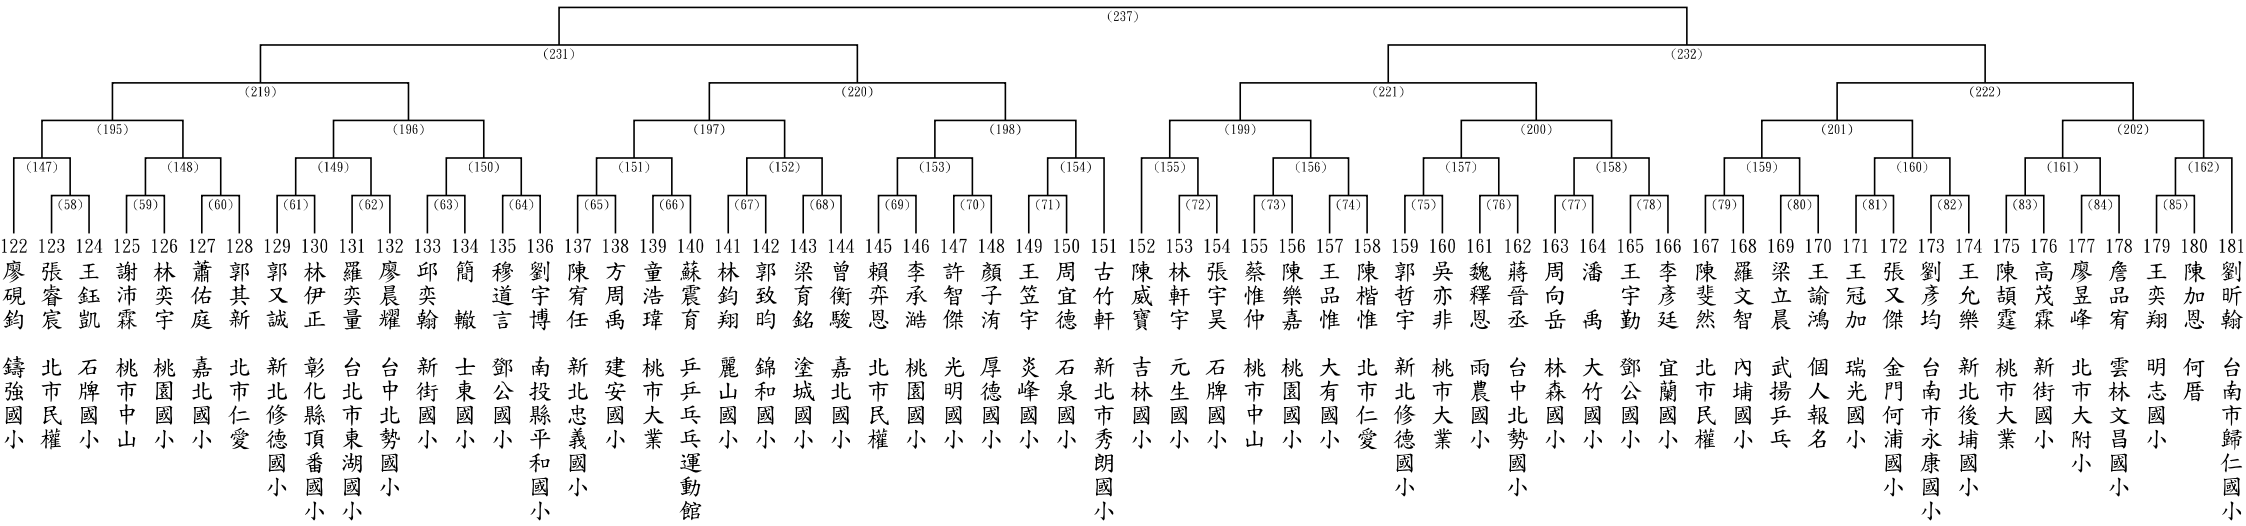 (237)
(231) (232)
(219) (220) (221) (222)
(195) (196) (197) (198) (199) (200) (201) (202)
(147) (148) (149) (150) (151) (152) (153) (154) (155) (156) (157) (158) (159) (160) (161) (162)
(58) (59) (60) (61) (62) (63) (64) (65) (66) (67) (68) (69) (70) (71) (72) (73) (74) (75) (76) (77) (78) (79) (80) (81) (82) (83) (84) (85)
122 廖硯鈞 鑄強國小
123 張睿宸 北市民權
124 王鈺凱 石牌國小
125 謝沛霖 桃市中山
126 林奕宇 桃園國小
127 蕭佑庭 嘉北國小
128 郭其新 北市仁愛
129 郭又誠 新北修德國小
130 林伊正 彰化縣頂番國小
131 羅奕量 台北市東湖國小
132 廖晨耀 台中北勢國小
133 邱奕翰 新街國小
134 簡轍 士東國小
135 穆道言 鄧公國小
136 劉宇博 南投縣平和國小
137 陳宥任 新北忠義國小
138 方周禹 建安國小
139 童浩瑋 桃市大業
140 蘇震育 乒乒乓乓運動館
141 林鈞翔 麗山國小
142 郭致昀 錦和國小
143 梁育銘 塗城國小
144 曾衡駿 嘉北國小
145 賴弈恩 北市民權
146 李承澔 桃園國小
147 許智傑 光明國小
148 顏子洧 厚德國小
149 王笠宇 炎峰國小
150 周宜德 石泉國小
151 古竹軒 新北市秀朗國小
152 陳威寶 吉林國小
153 林軒宇 元生國小
154 張宇昊 石牌國小
155 蔡惟仲 桃市中山
156 陳樂嘉 桃園國小
157 王品惟 大有國小
158 陳楷惟 北市仁愛
159 郭哲宇 新北修德國小
160 吳亦非 桃市大業
161 魏釋恩 雨農國小
162 蔣晉丞 台中北勢國小
163 周向岳 林森國小
164 潘禹 大竹國小
165 王宇勤 鄧公國小
166 李彥廷 宜蘭國小
167 陳斐然 北市民權
168 羅文智 內埔國小
169 梁立晨 武揚乒乓
170 王諭鴻 個人報名
171 王冠加 瑞光國小
172 張又傑 金門何浦國小
173 劉彥均 台南市永康國小
174 王允樂 新北後埔國小
175 陳頡霆 桃市大業
176 高茂霖 新街國小
177 廖昱峰 北市大附小
178 詹品宥 雲林文昌國小
179 王奕翔 明志國小
180 陳加恩 何厝
181 劉昕翰 台南市歸仁國小